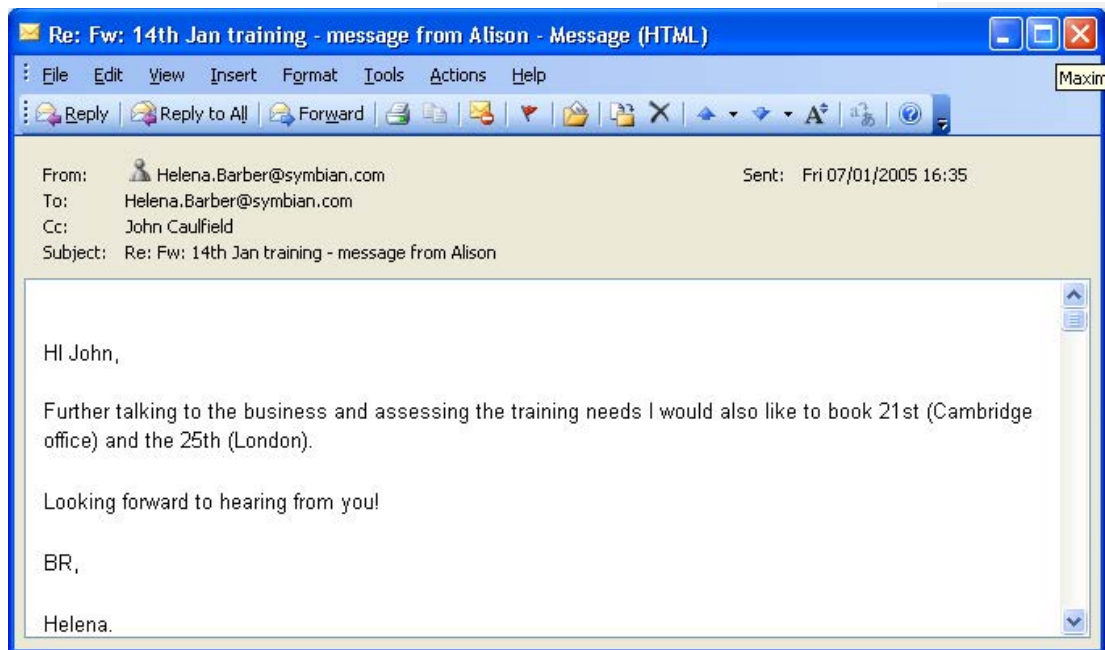 Re: Fw: 14th Jan training - message from Alison - Message (HTML)
File Edit View Insert Format Tools Actions Help
Maxim
Reply Reply to All Forward
From: Helena.Barber@symbian.com Sent: Fri 07/01/2005 16:35
To: Helena.Barber@symbian.com
Cc: John Caulfield
Subject: Re: Fw: 14th Jan training - message from Alison
HI John,
Further talking to the business and assessing the training needs I would also like to book 21st (Cambridge
office) and the 25th (London).
Looking forward to hearing from you!
BR,
Helena.